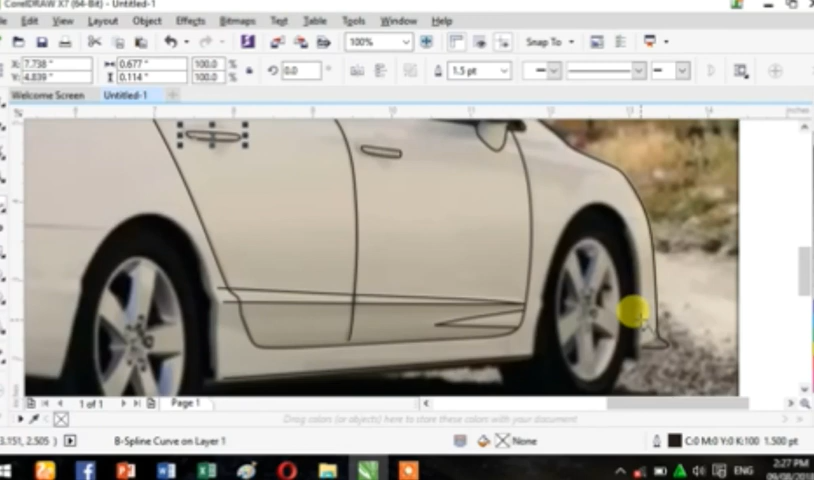 CorelDRAW X7 (64-Bit) - Untitled-1
Edit View Layout Object Effects Bitmaps Text Table Tools Window Help
100% Snap To
X: 7.738 " 0.677 " 100.0 % 0.0 1.5 pt
Y: 4.839 " 0.114 " 100.0 %
Welcome Screen Untitled-1
inches
1 of 1 Page 1
Drag colors (or objects) here to store these colors with your document
3.151, 2.505 ) B-Spline Curve on Layer 1 None C:0 M:0 Y:0 K:100 1.500 pt
ENG 2:27 PM